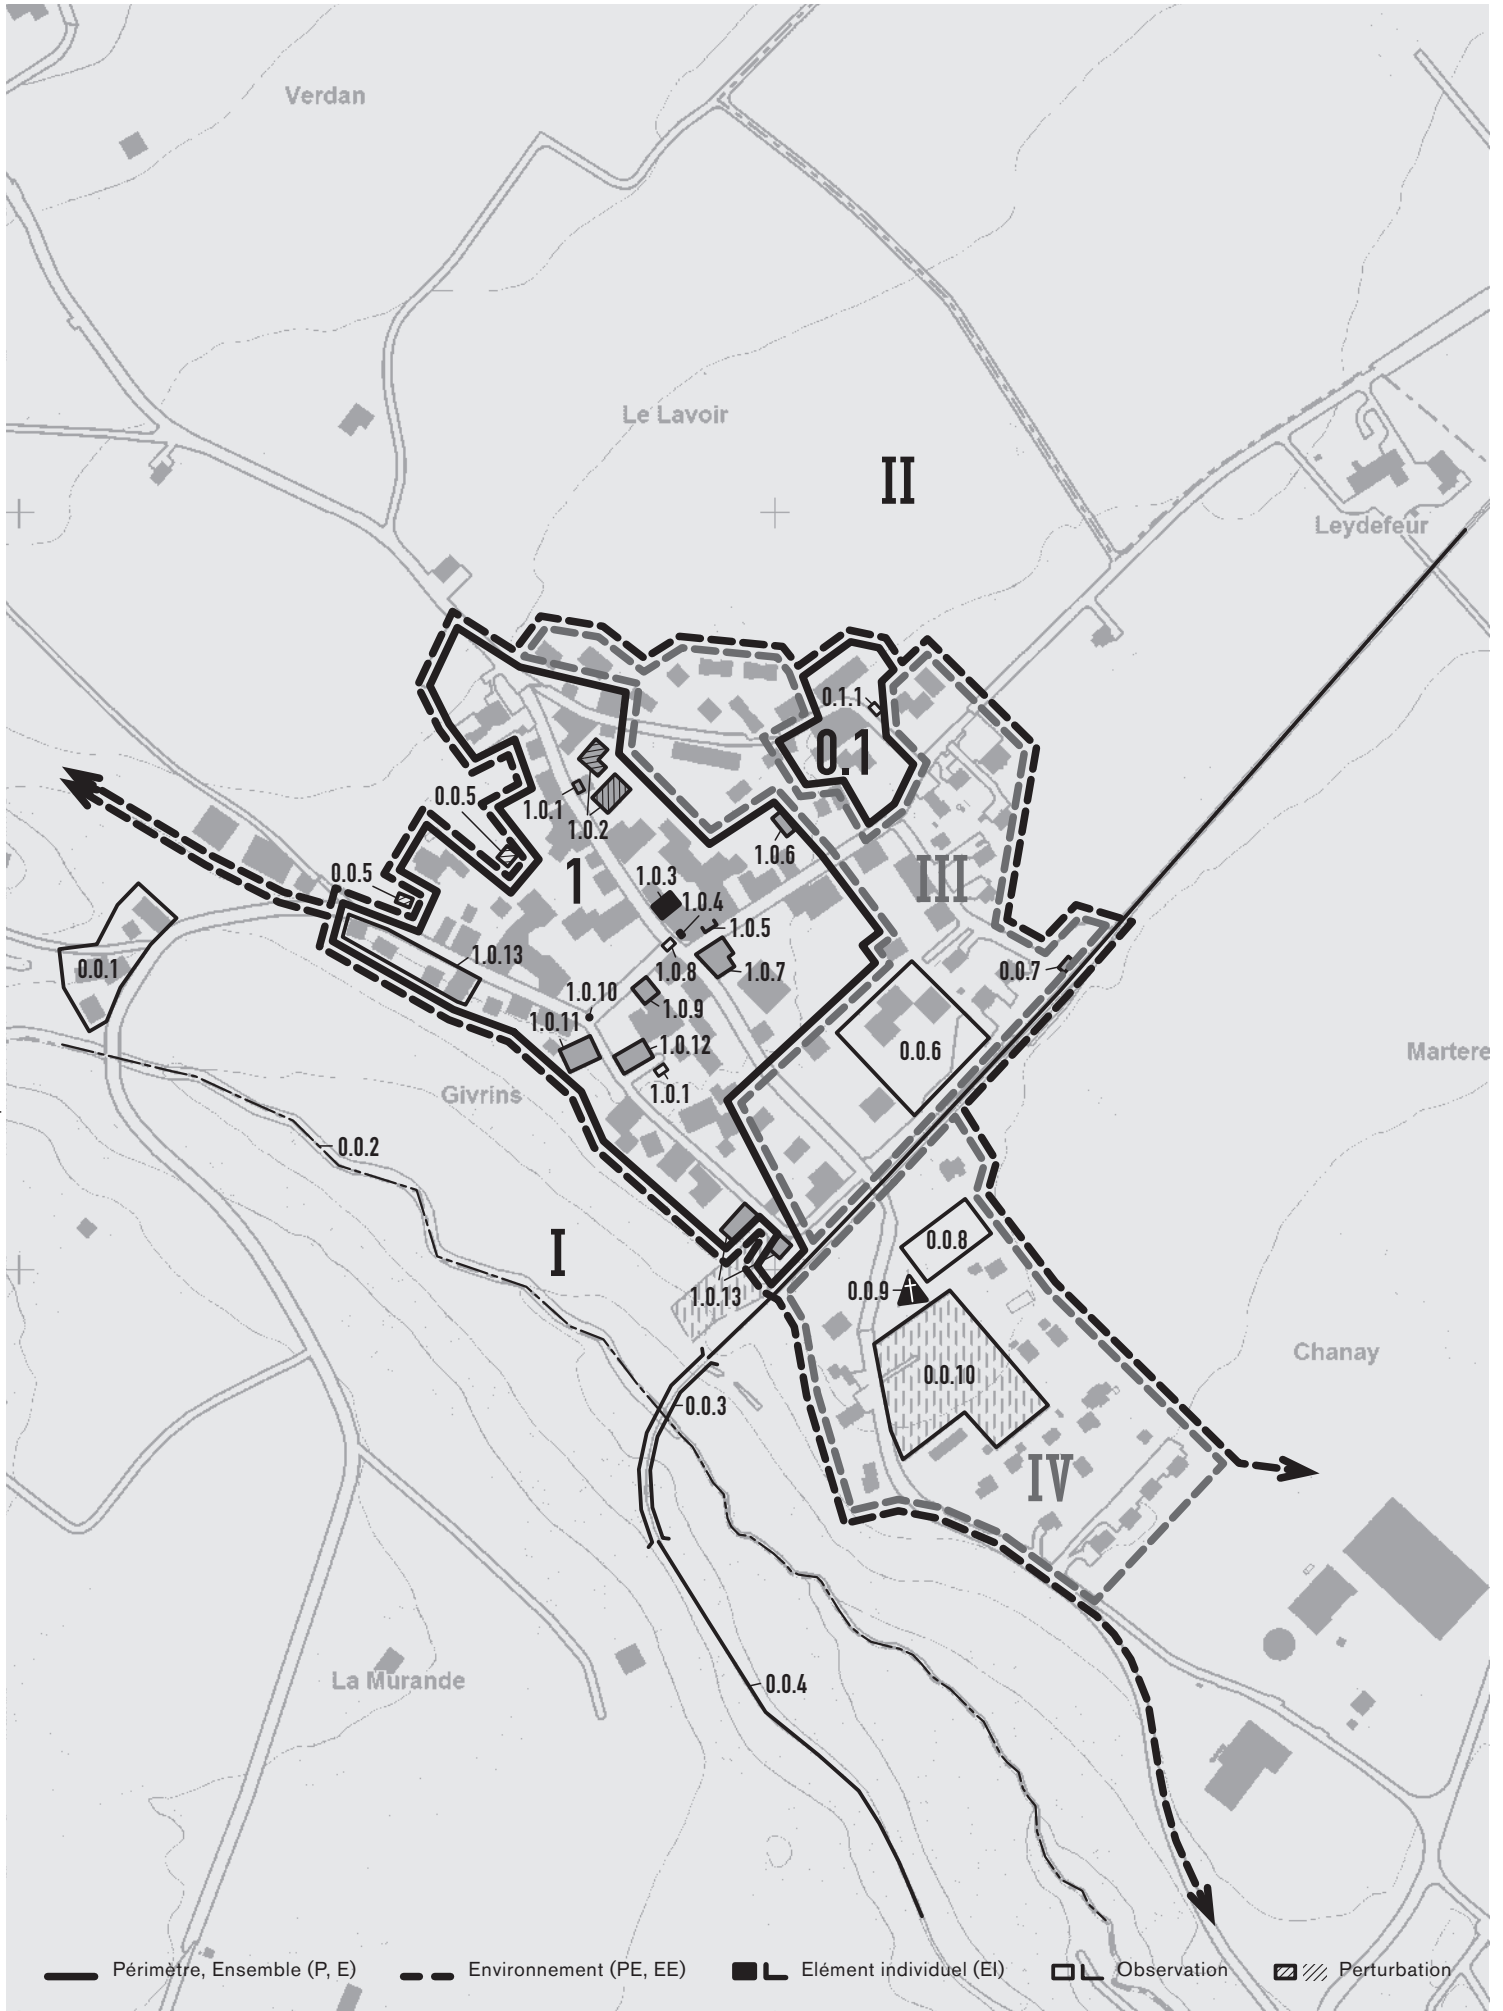 Verdan
Le Lavoir
II
Leydefeur
0.1.1
0.1
0.0.5
1.0.1
1.0.2
1.0.6
III
1
0.0.5
1.0.3
1.0.4
1.0.5
1.0.13
0.0.1
1.0.8
1.0.7
0.0.7
1.0.10
1.0.9
1.0.11
1.0.12
0.0.6
Martere
Givrins
1.0.1
0.0.2
I
0.0.8
1.0.13
0.0.9
Chanay
0.0.10
0.0.3
IV
La Murande
0.0.4
Périmètre, Ensemble (P, E) Environnement (PE, EE) Elément individuel (EI) Observation Perturbation